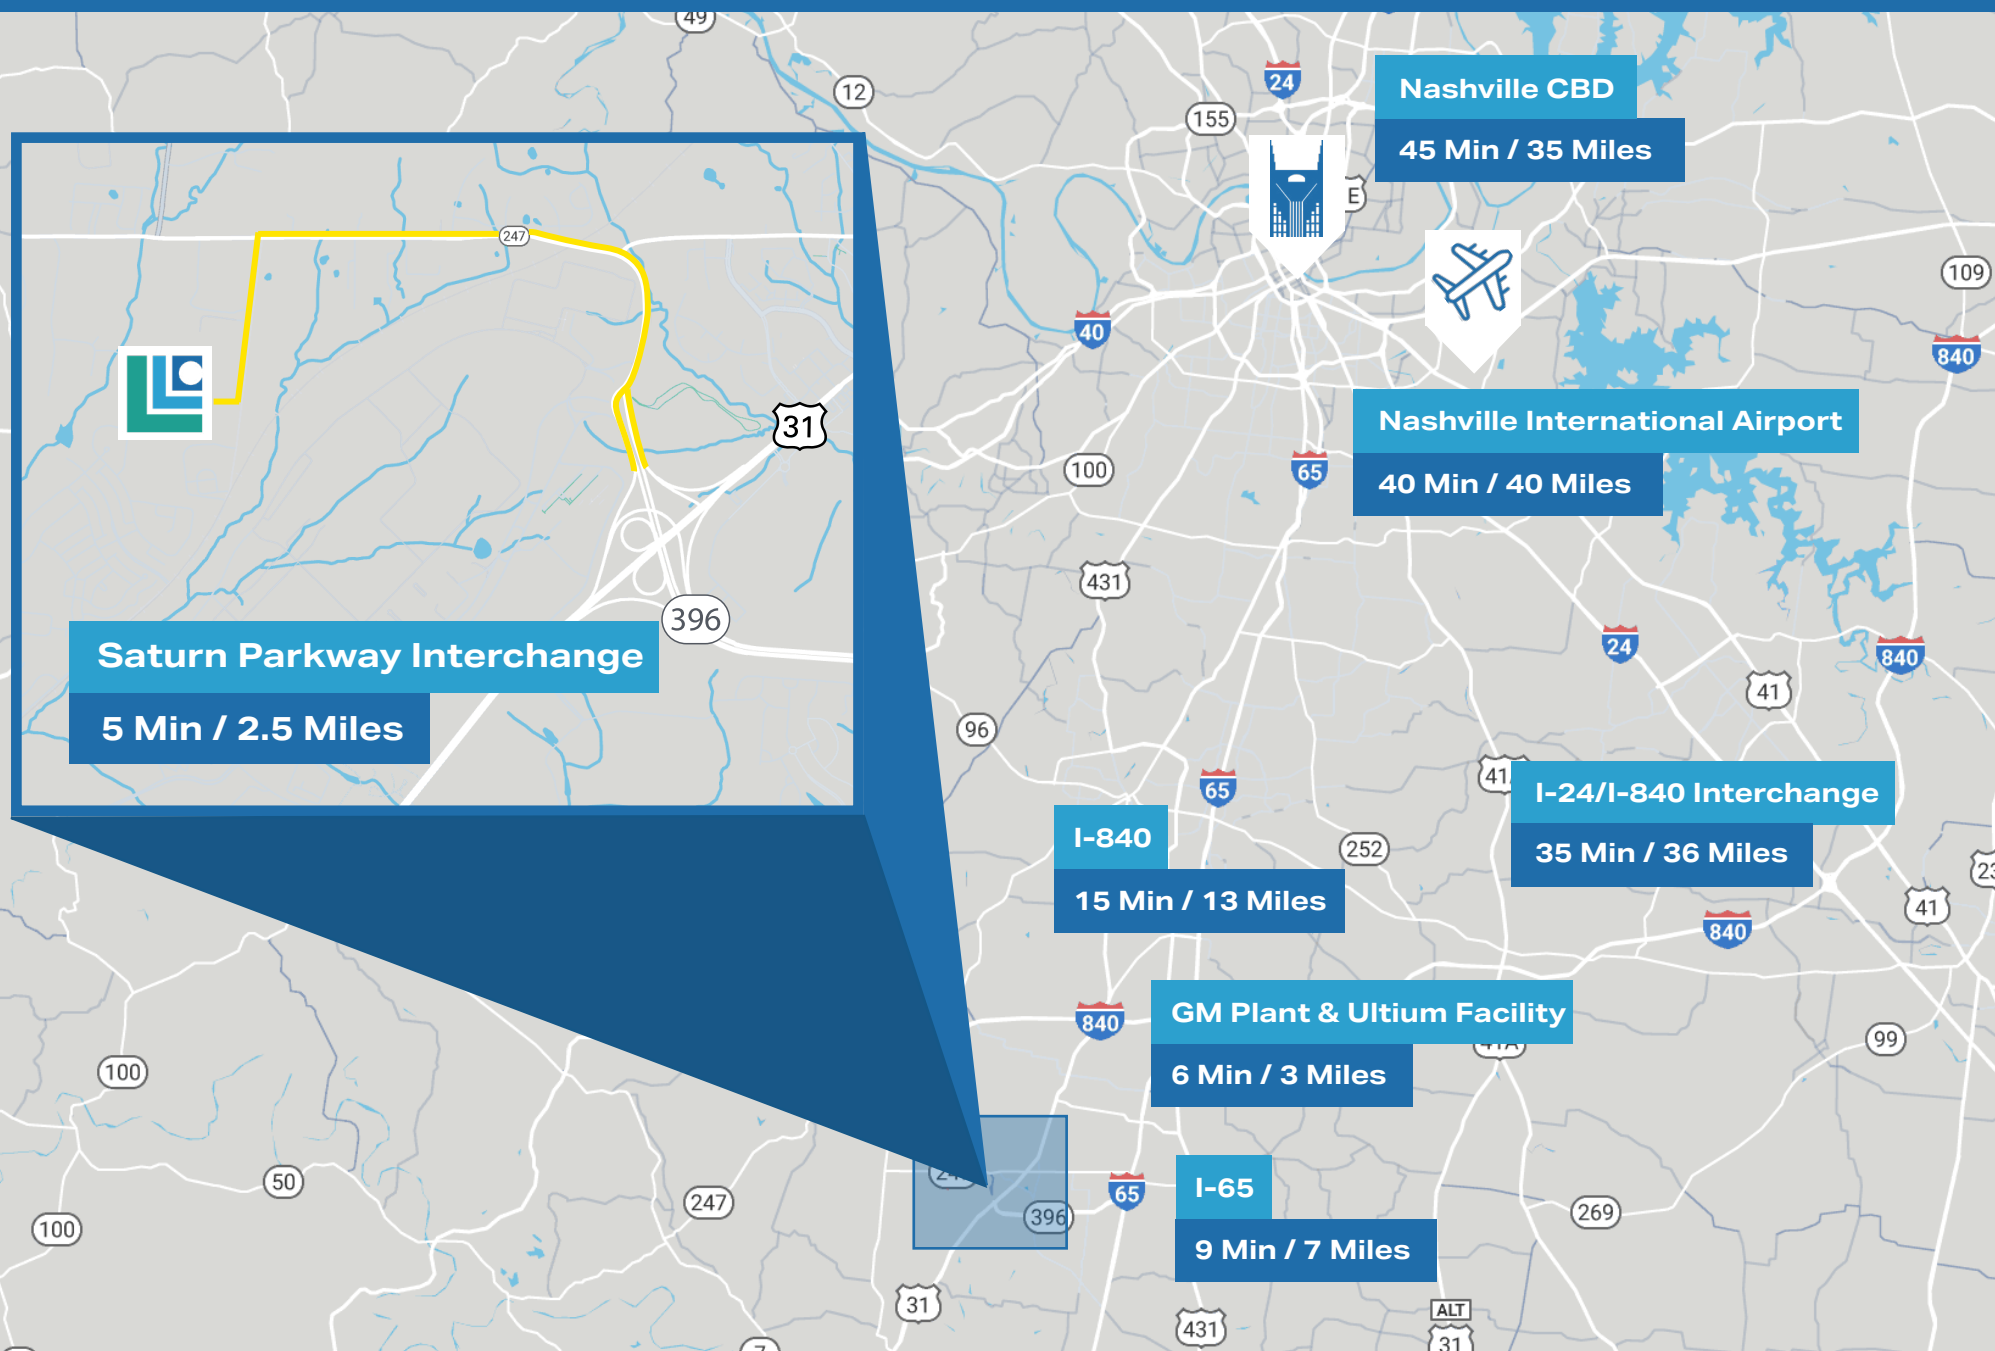 49
12
24
155
Nashville CBD
45 Min / 35 Miles
E
247
109
40
840
31
100
65
Nashville International Airport
40 Min / 40 Miles
431
396
24
840
41
Saturn Parkway Interchange
5 Min / 2.5 Miles
96
65
41
I-24/I-840 Interchange
35 Min / 36 Miles
I-840
15 Min / 13 Miles
252
41
840
GM Plant & Ultium Facility
6 Min / 3 Miles
840
41A
99
100
50
247
100
396
65
I-65
9 Min / 7 Miles
269
31
431
ALT
31